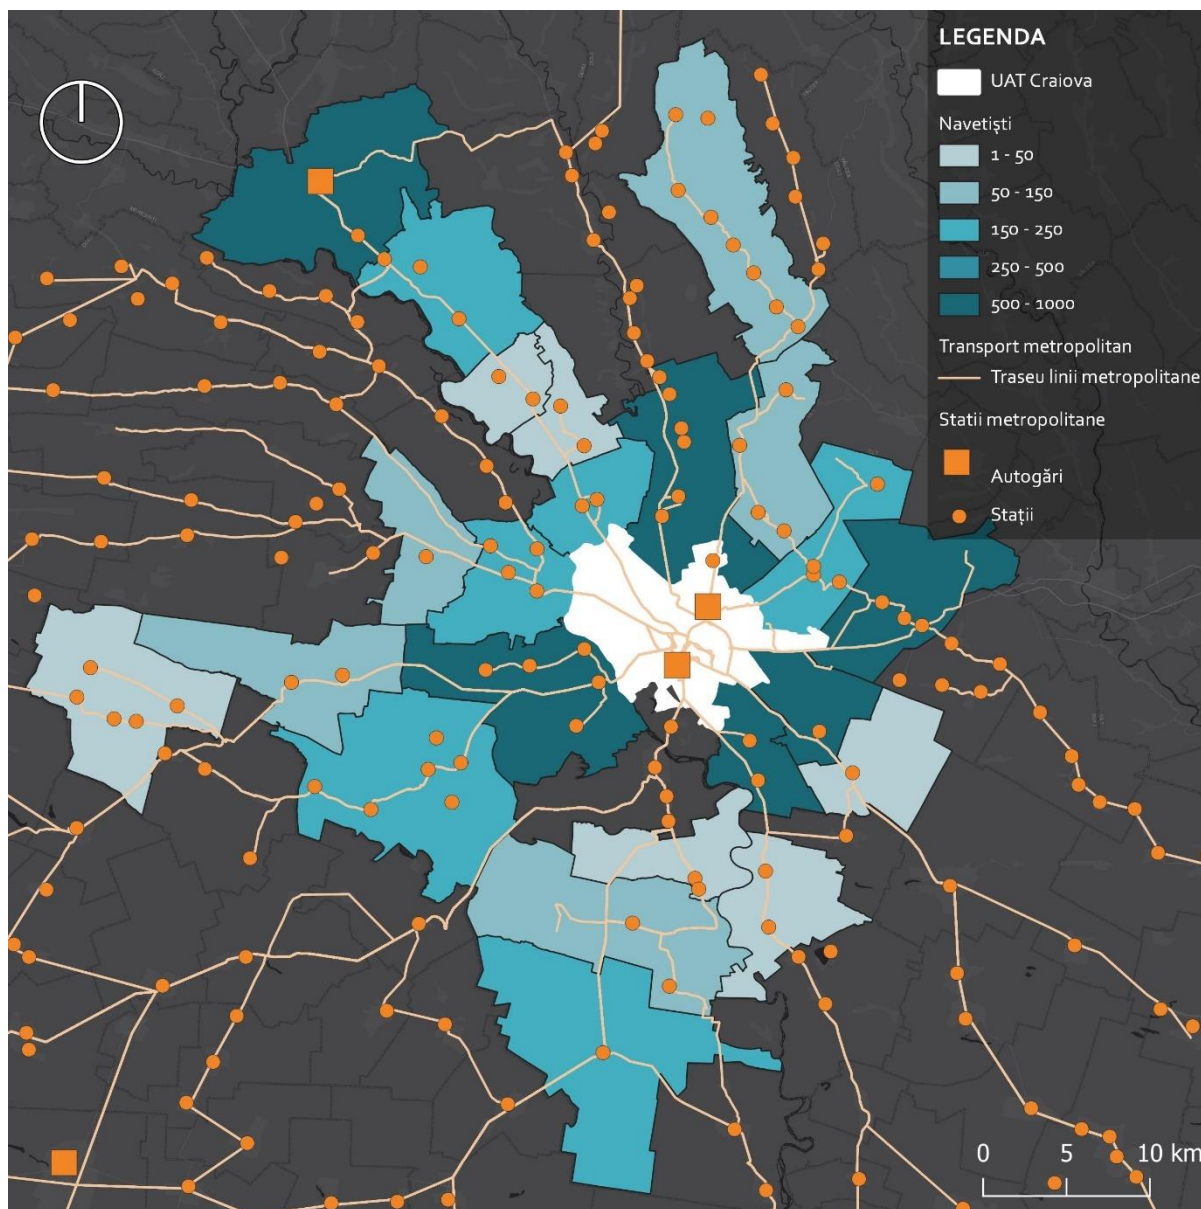 LEGENDA
UAT Craiova
Navetiști
1 - 50
50 - 150
150 - 250
250 - 500
500 - 1000
Transport metropolitan
Traseu linii metropolitane
Statii metropolitane
Autogări
Stații
0 5 10 km